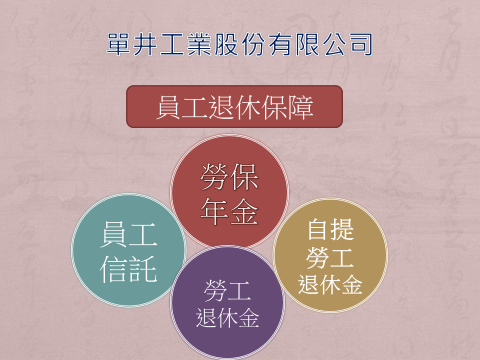 單井工業股份有限公司
員工退休保障
勞保
年金
員工
信託
自提
勞工
退休金
勞工
退休金